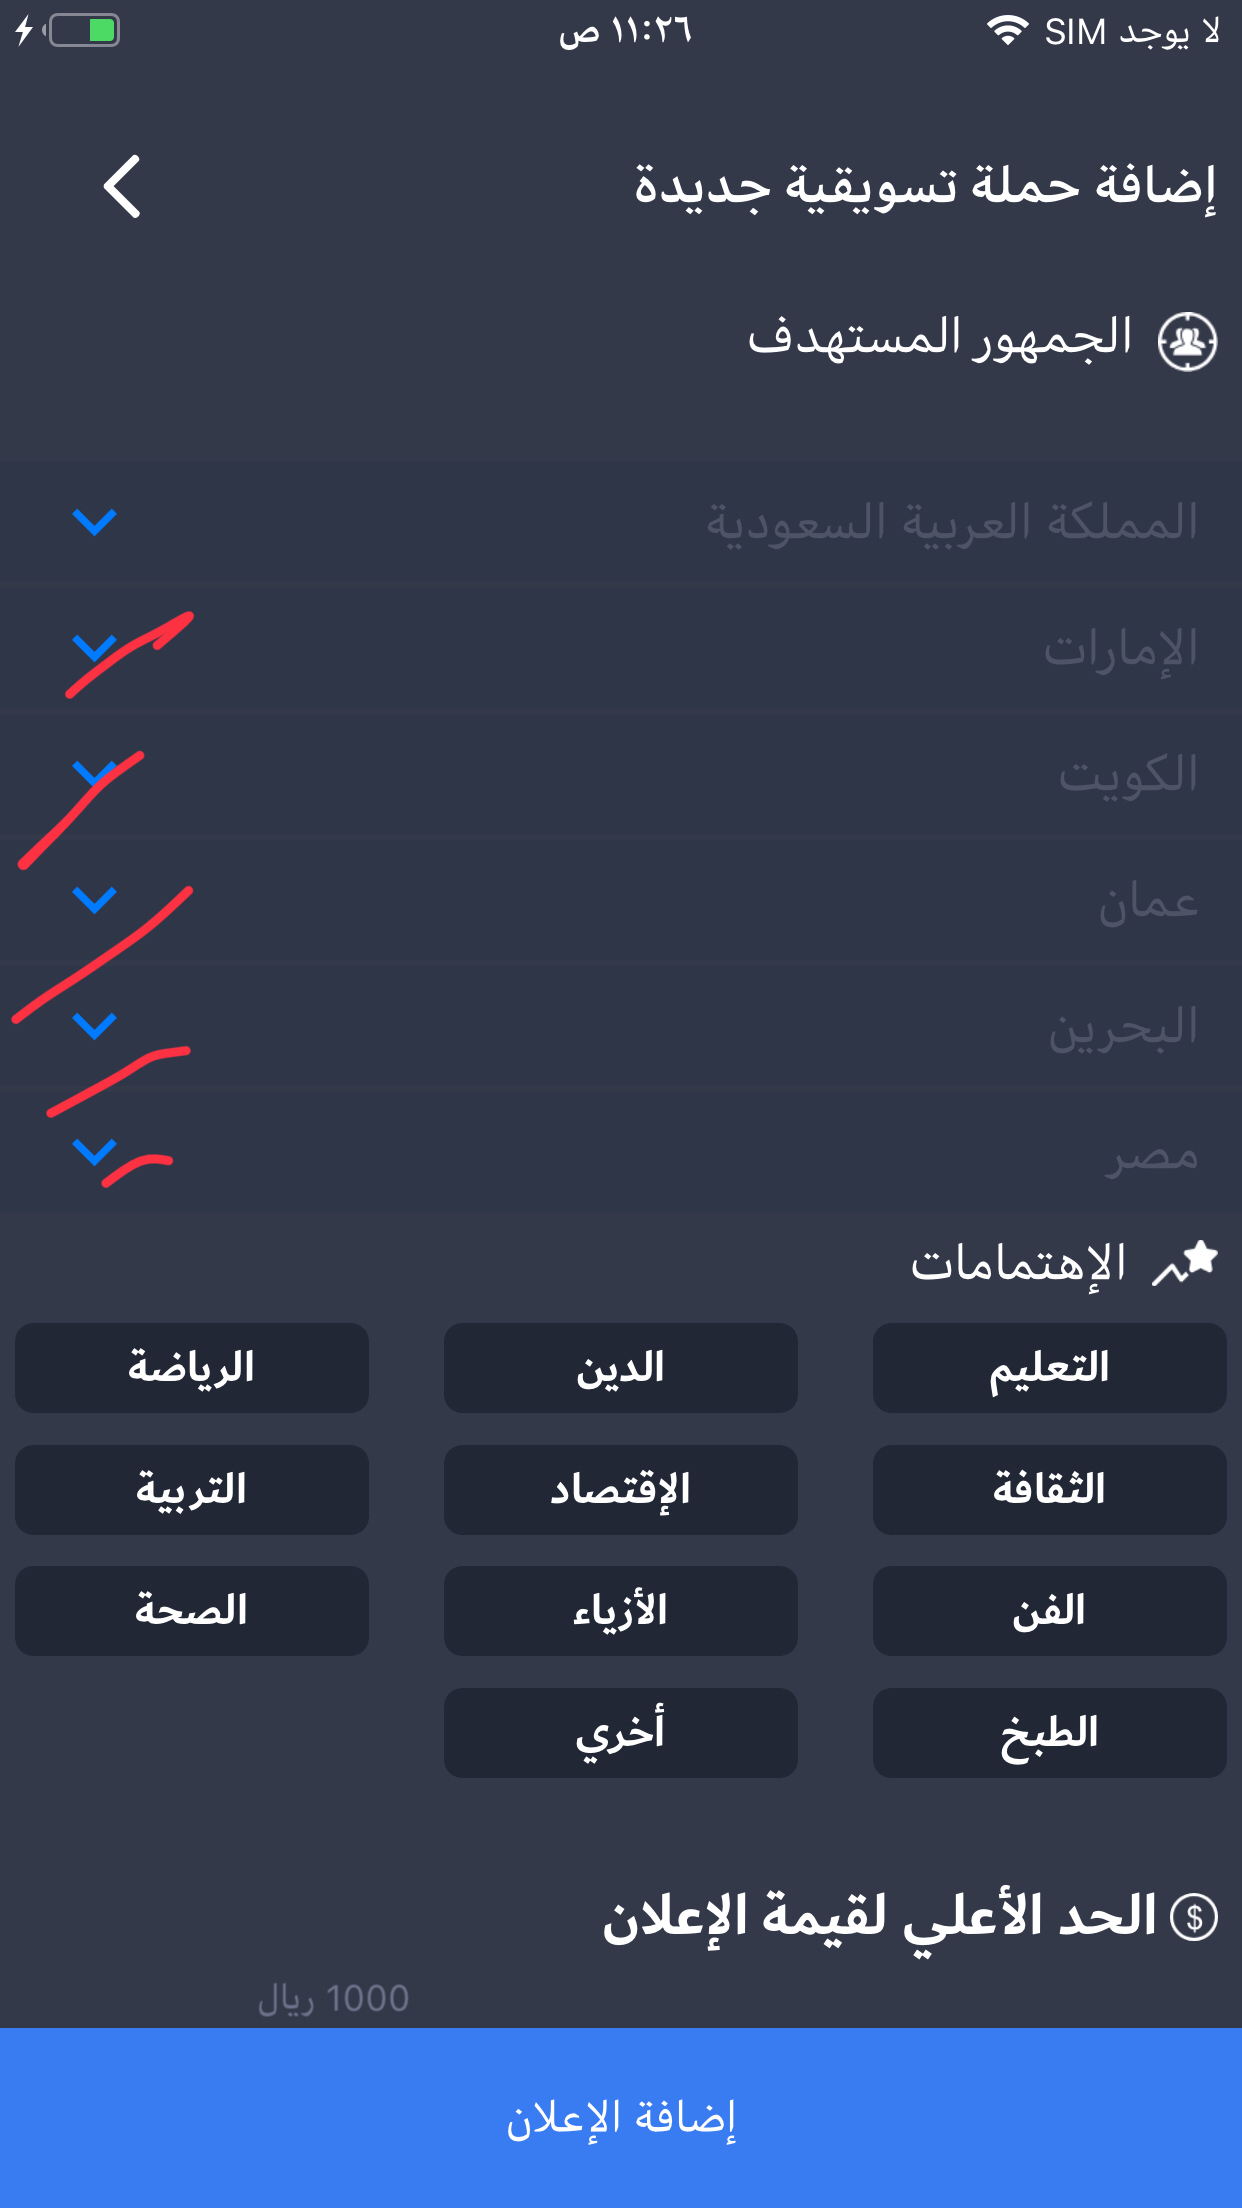 لا يوجد SIM ١١:٢٦ ص
إضافة حملة تسويقية جديدة
الجمهور المستهدف
المملكة العربية السعودية
الإمارات
الكويت
عمان
البحرين
مصر
الإهتمامات
التعليم الدين الرياضة
الثقافة الإقتصاد التربية
الفن الأزياء الصحة
الطبخ أخري
$ الحد الأعلي لقيمة الإعلان
1000 ريال
إضافة الإعلان